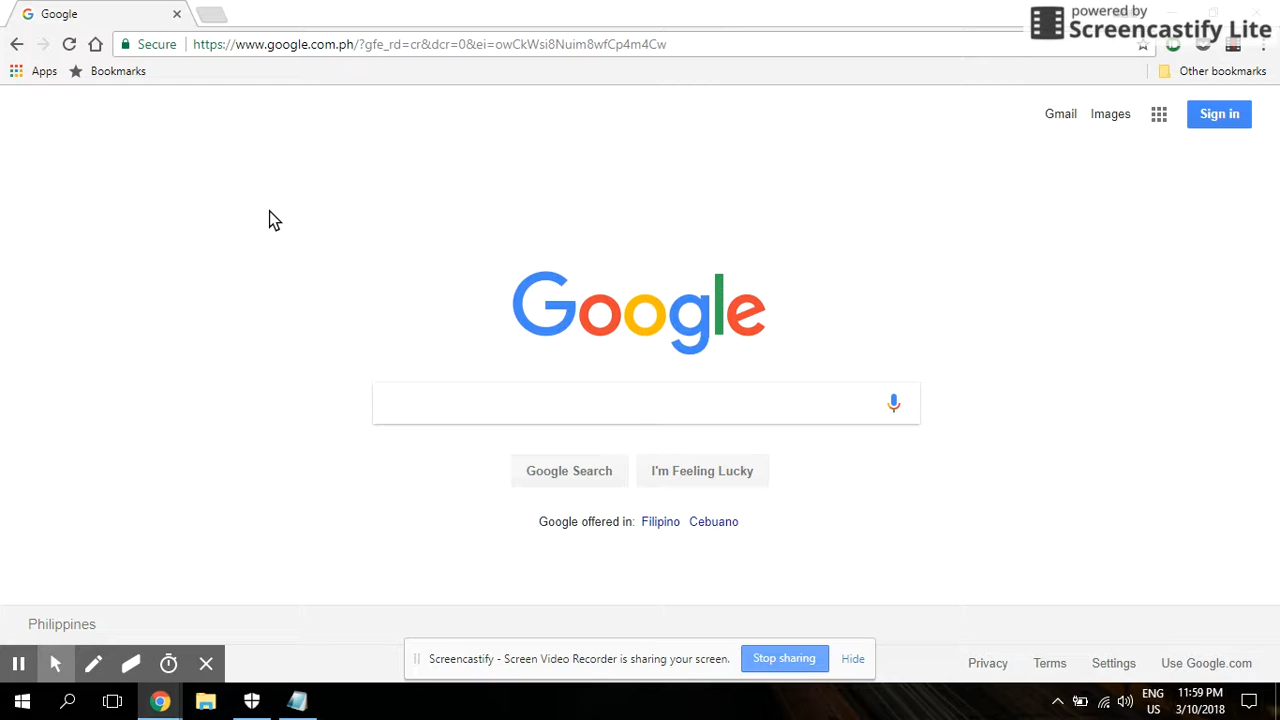 Google
powered by
Screencastify Lite
Secure https://www.google.com.ph/?gfe_rd=cr&dcr=0&ei=owCkWsi8Nuim8wfCp4m4Cw
Apps Bookmarks Other bookmarks
Gmail Images Sign in
Google
Google Search I'm Feeling Lucky
Google offered in: Filipino Cebuano
Philippines
Screencastify - Screen Video Recorder is sharing your screen. Stop sharing Hide
Privacy Terms Settings Use Google.com
ENG
US
11:59 PM
3/10/2018